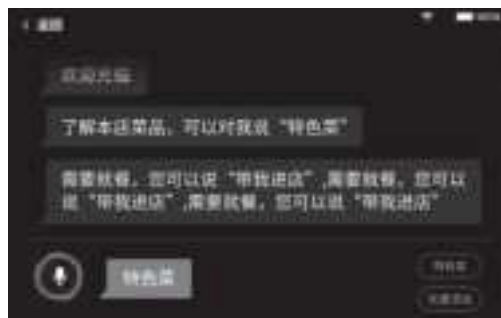 欢迎光临
了解本店菜品，可以对我说“特色菜”
需要就餐，您可以说“带我进店”,需要就餐，您可以
说“带我进店”,需要就餐，您可以说“带我进店”
特色菜